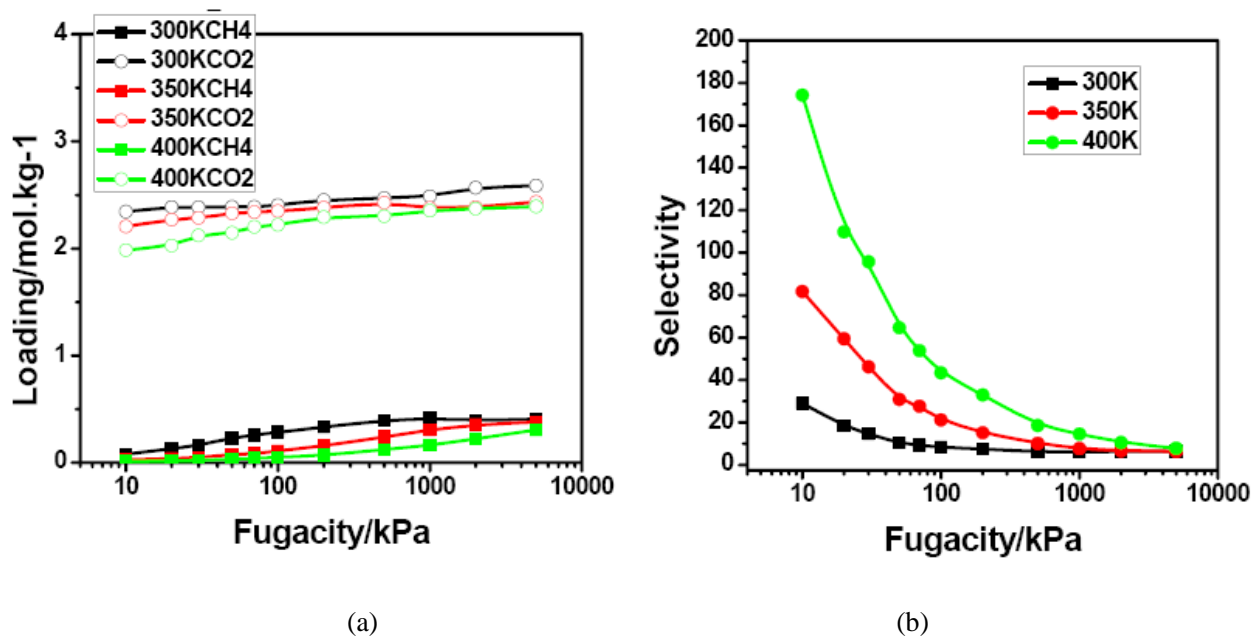 300KCH4
300KCO2
350KCH4
350KCO2
400KCH4
400KCO2
4
3
2
1
0
Loading/mol.kg-1
10 100 1000 10000
Fugacity/kPa
(a)
300K
350K
400K
200
180
160
140
120
100
80
60
40
20
0
Selectivity
10 100 1000 10000
Fugacity/kPa
(b)